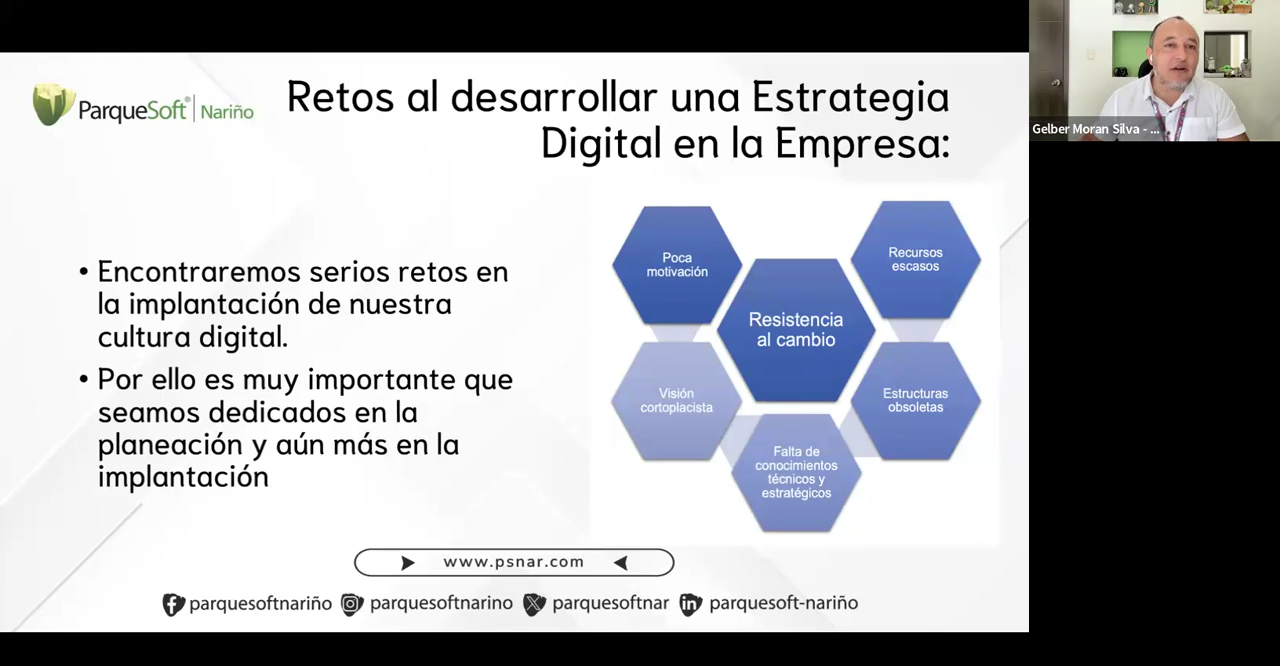 ParqueSoft® | Nariño
Retos al desarrollar una Estrategia
Digital en la Empresa:
Gelber Moran Silva - ...
• Encontraremos serios retos en
la implantación de nuestra
cultura digital.
• Por ello es muy importante que
seamos dedicados en la
planeación y aún más en la
implantación
Poca
motivación
Recursos
escasos
Resistencia
al cambio
Visión
cortoplacista
Estructuras
obsoletas
Falta de
conocimientos
técnicos y
estratégicos
www.psnar.com
parquesoftnariño
parquesoftnarino
parquesoftnar
parquesoft-nariño